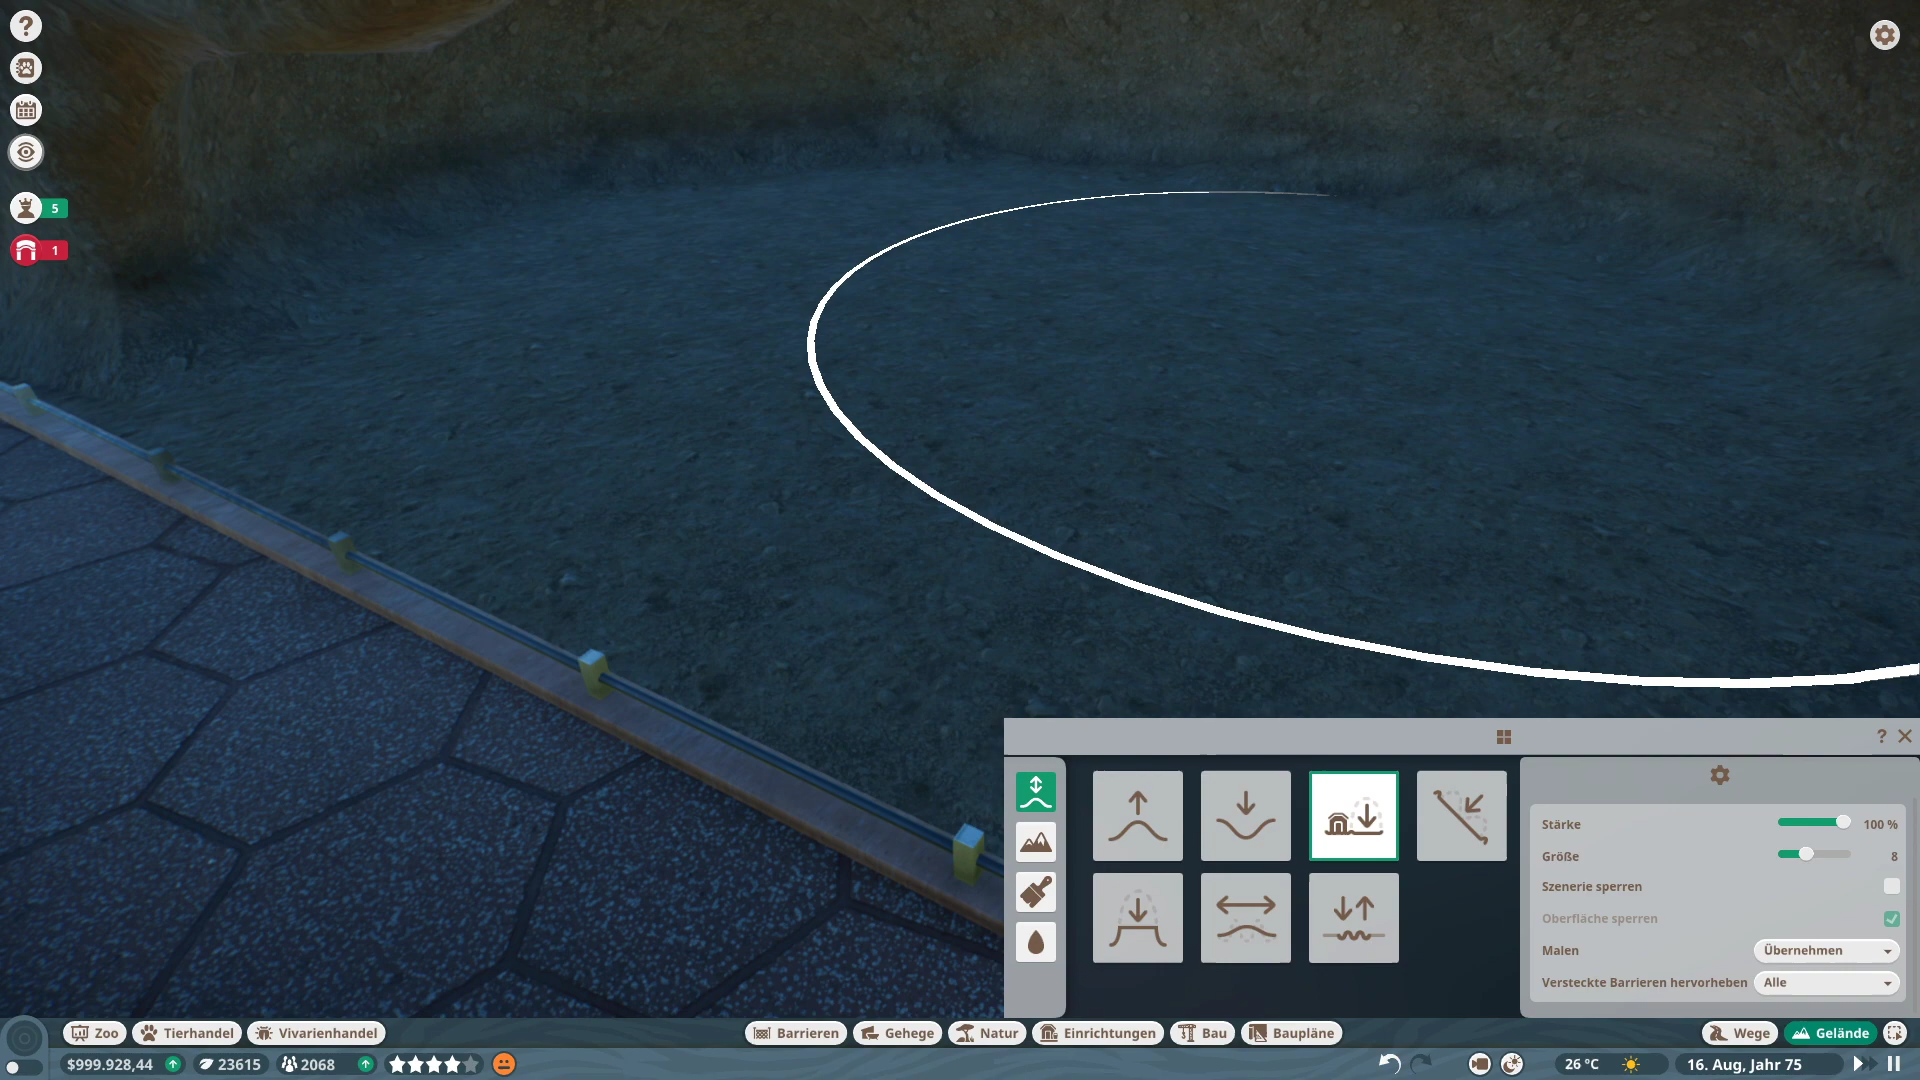 ?
5
1
?
Stärke
100 %
Größe
8
Szenerie sperren
Oberfläche sperren
Malen
Übernehmen
Versteckte Barrieren hervorheben
Alle
Zoo
Tierhandel
Vivarienhandel
Barrieren
Gehege
Natur
Einrichtungen
Bau
Baupläne
Wege
Gelände
$999.928,44
23615
2068
26 °C
16. Aug, Jahr 75